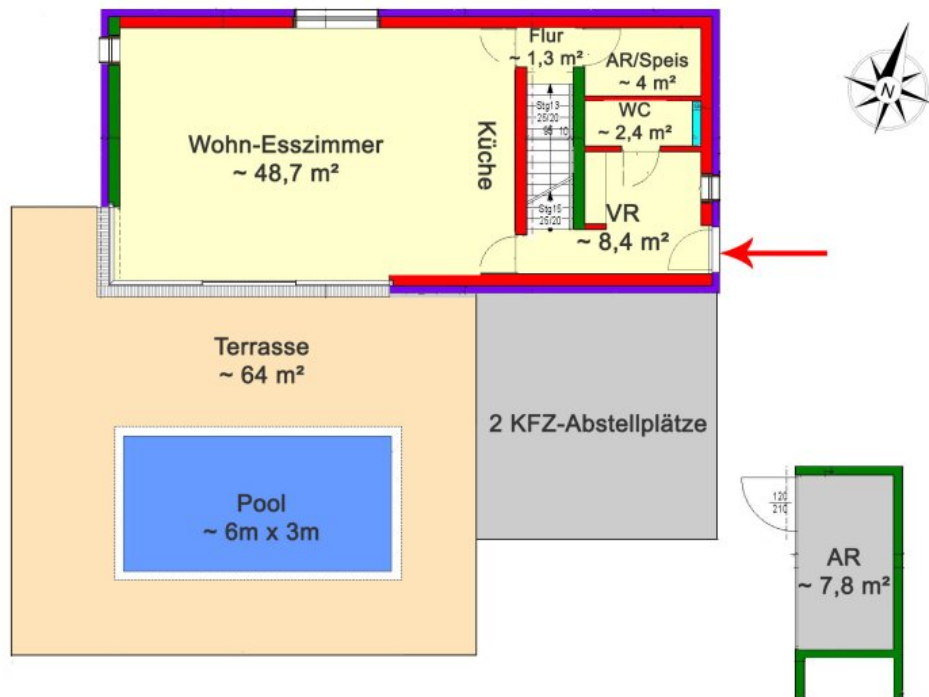 Flur
~ 1,3 m²
AR/Speis
~ 4 m²
WC
~ 2,4 m²
Wohn-Esszimmer
~ 48,7 m²
Küche
Stg13
25/20
Stg15
25/20
VR
~ 8,4 m²
N
Terrasse
~ 64 m²
2 KFZ-Abstellplätze
Pool
~ 6m x 3m
120
210
AR
~ 7,8 m²